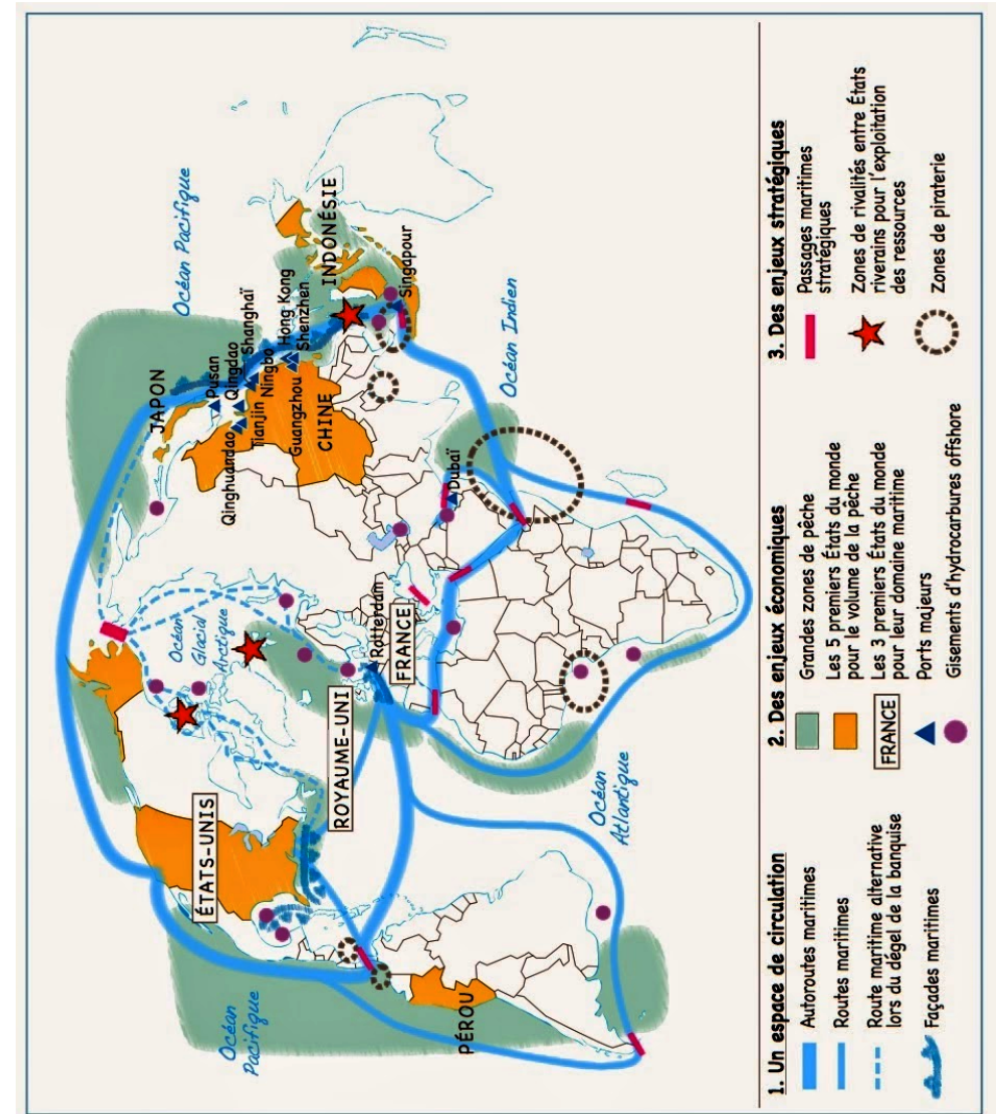 Océan
Pacifique
ÉTATS-UNIS
PÉROU
Océan
Glacial
Arctique
ROYAUME-UNI
Rotterdam
FRANCE
Océan
Atlantique
JAPON
Océan Pacifique
Pusan
Qingdao
Qinghuandao
Tianjin
Shanghaï
Ningbo
Hong Kong
Shenzhen
Guangzhou
CHINE
INDONÉSIE
Singapour
Dubaï
Océan Indien
1. Un espace de circulation
Autoroutes maritimes
Routes maritimes
Route maritime alternative
lors du dégel de la banquise
Façades maritimes
2. Des enjeux économiques
Grandes zones de pêche
Les 5 premiers États du monde
pour le volume de la pêche
FRANCE
Les 3 premiers États du monde
pour leur domaine maritime
Ports majeurs
Gisements d'hydrocarbures offshore
3. Des enjeux stratégiques
Passages maritimes
stratégiques
Zones de rivalités entre États
riverains pour l'exploitation
des ressources
Zones de piraterie